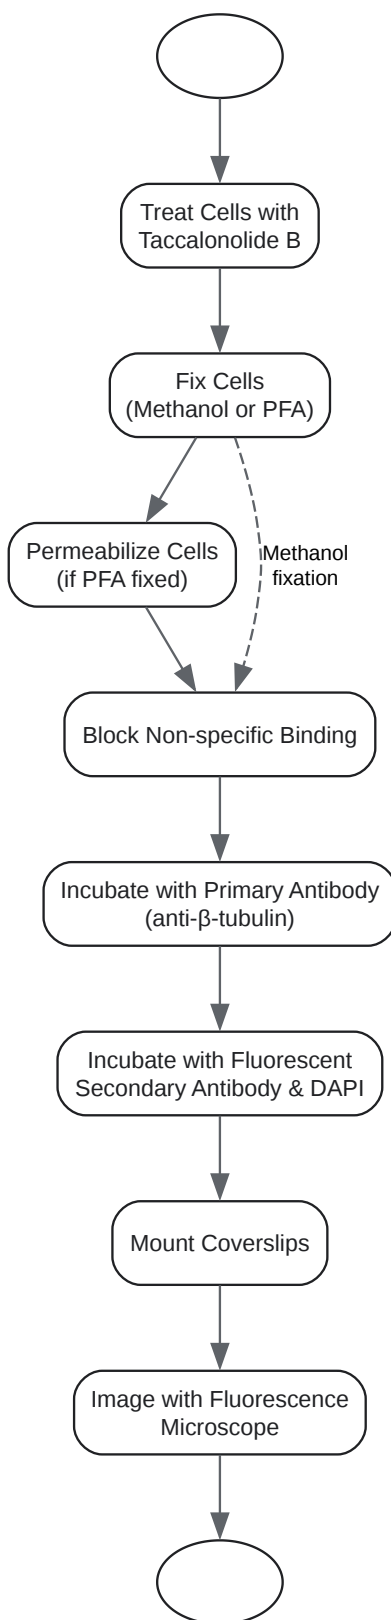 Treat Cells with
Taccalonolide B
Fix Cells
(Methanol or PFA)
Permeabilize Cells
(if PFA fixed)
Methanol
fixation
Block Non-specific Binding
Incubate with Primary Antibody
(anti-β-tubulin)
Incubate with Fluorescent
Secondary Antibody & DAPI
Mount Coverslips
Image with Fluorescence
Microscope